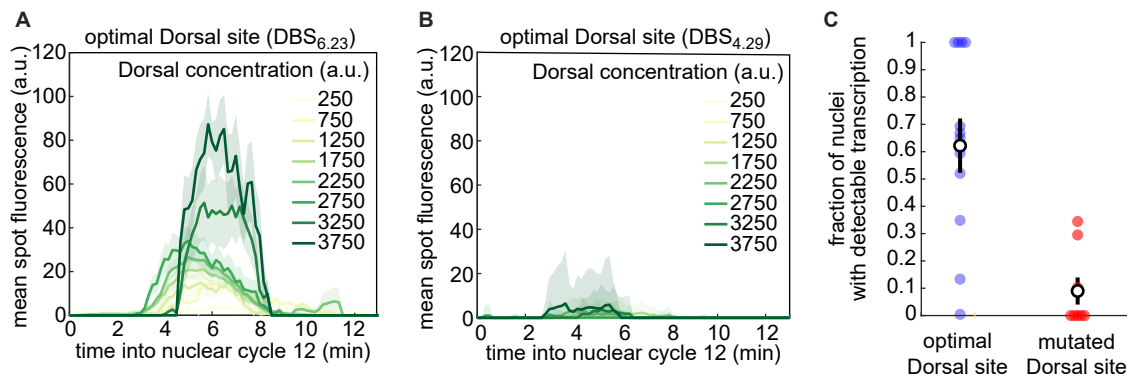 A
optimal Dorsal site (DBS6.23)
Dorsal concentration (a.u.)
250
750
1250
1750
2250
2750
3250
3750
mean spot fluorescence (a.u.)
120
100
80
60
40
20
0
0 2 4 6 8 10 12
time into nuclear cycle 12 (min)
B
optimal Dorsal site (DBS4.29)
Dorsal concentration (a.u.)
250
750
1250
1750
2250
2750
3250
3750
mean spot fluorescence (a.u.)
120
100
80
60
40
20
0
0 2 4 6 8 10 12
time into nuclear cycle 12 (min)
C
fraction of nuclei
with detectable transcription
1
0.9
0.8
0.7
0.6
0.5
0.4
0.3
0.2
0.1
0
optimal
Dorsal site
mutated
Dorsal site